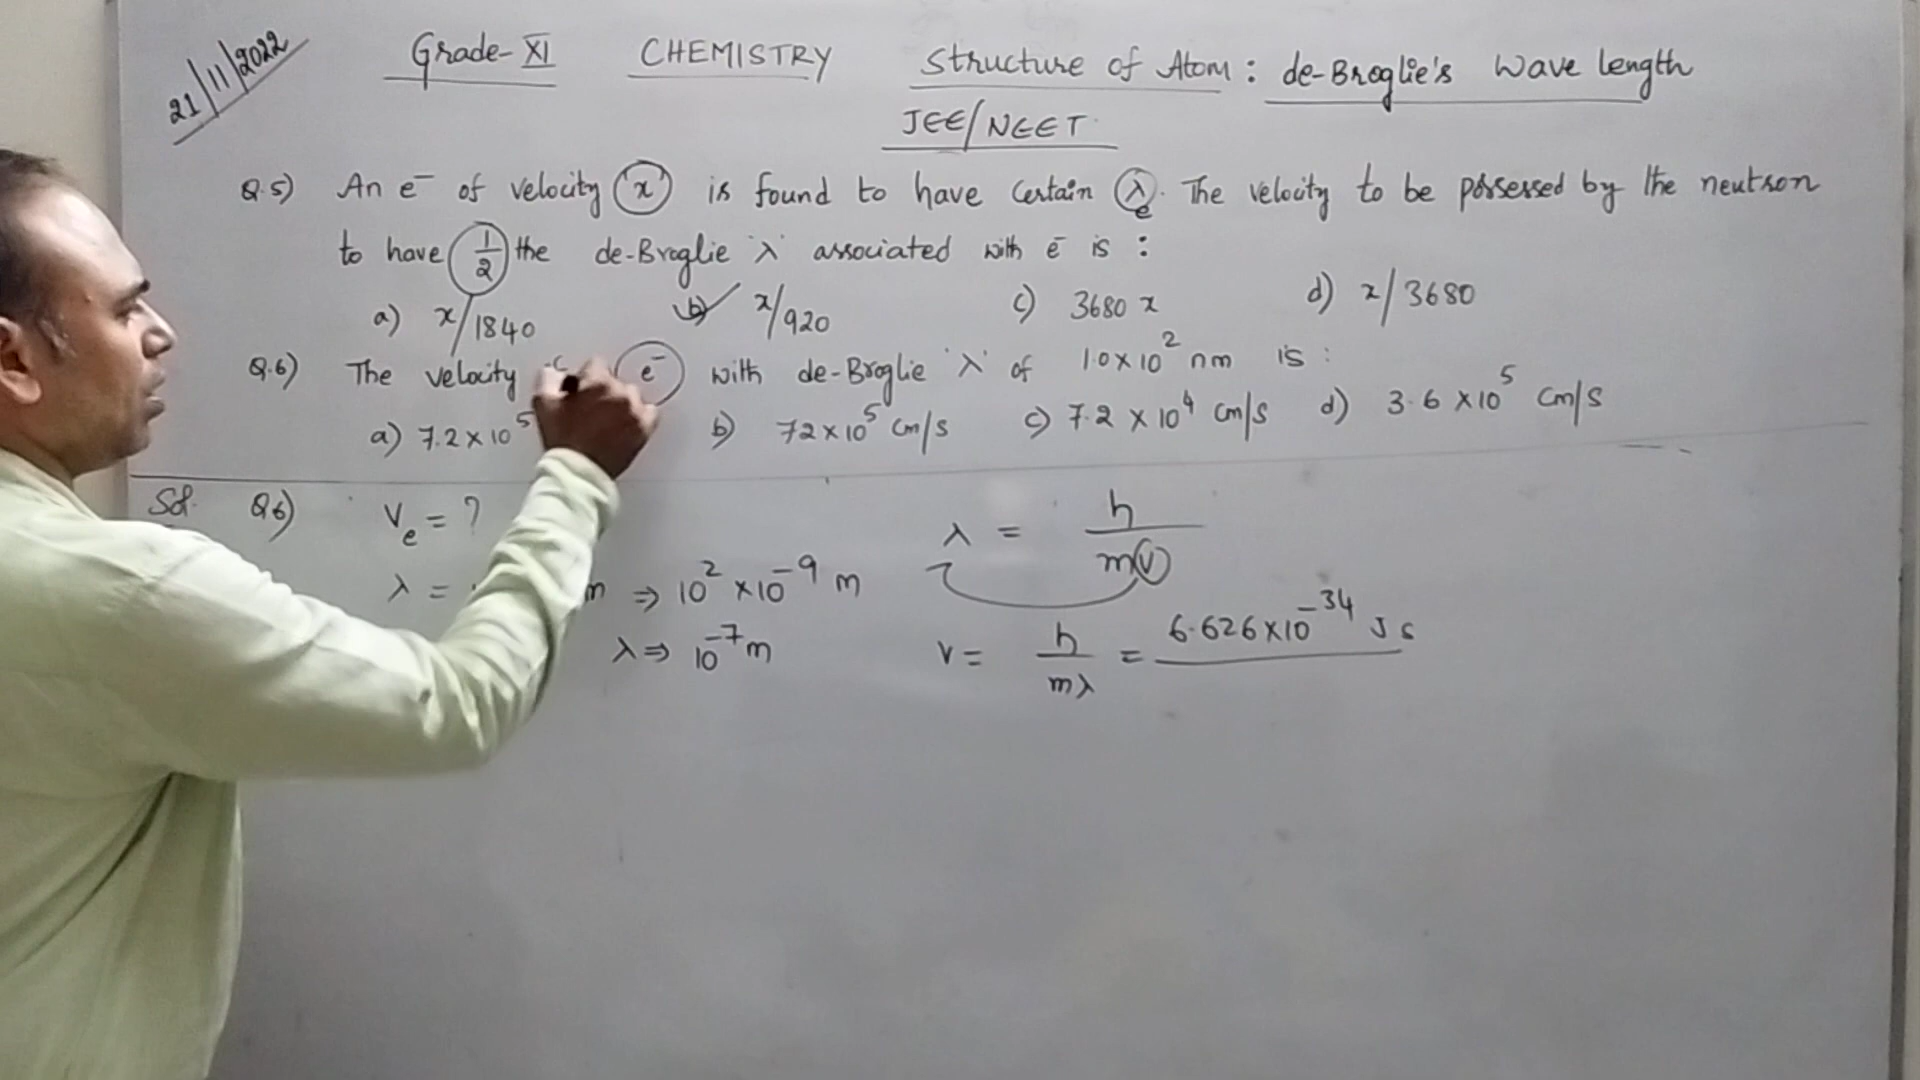 21/11/2022
Grade-XI CHEMISTRY Structure of Atom : de-Broglie's wave length
JEE/NEET
Q.5) An e⁻ of velocity 'x' is found to have certain λe. The velocity to be possessed by the neutron
to have 1/2 the de-Broglie 'λ' associated with e⁻ is :
a) x/1840 b) ✓ x/920 c) 3680 x d) x/3680
Q.6) The velocity e⁻ with de-Broglie 'λ' of 1.0×10² nm is :
a) 7.2×10⁵ b) 72×10⁵ cm/s c) 7.2×10⁴ cm/s d) 3.6×10⁵ cm/s
Sol. Q6) Ve = ? λ = h/mv
λ = m ⇒ 10² ×10⁻⁹ m
λ ⇒ 10⁻⁷ m v = h/mλ = 6.626×10⁻³⁴ J s